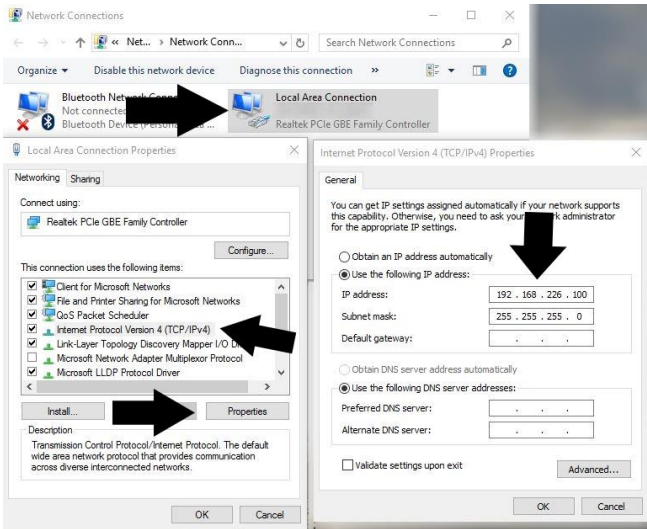 Network Connections
« Net... › Network Conn...
Search Network Connections
Organize
Disable this network device
Diagnose this connection
»
Bluetooth Network
Not connected
Bluetooth Device
Local Area Connection
Realtek PCIe GBE Family Controller
Local Area Connection Properties
Networking
Sharing
Connect using:
Realtek PCIe GBE Family Controller
Configure...
This connection uses the following items:
Client for Microsoft Networks
File and Printer Sharing for Microsoft Networks
QoS Packet Scheduler
Internet Protocol Version 4 (TCP/IPv4)
Link-Layer Topology Discovery Mapper I/O
Microsoft Network Adapter Multiplexor Protocol
Microsoft LLDP Protocol Driver
Install...
Properties
Description
Transmission Control Protocol/Internet Protocol. The default
wide area network protocol that provides communication
across diverse interconnected networks.
OK
Cancel
Internet Protocol Version 4 (TCP/IPv4) Properties
General
You can get IP settings assigned automatically if your network supports
this capability. Otherwise, you need to ask your administrator
for the appropriate IP settings.
Obtain an IP address automatically
Use the following IP address:
IP address:
192 . 168 . 226 . 100
Subnet mask:
255 . 255 . 255 . 0
Default gateway:
. . .
Obtain DNS server address automatically
Use the following DNS server addresses:
Preferred DNS server:
. . .
Alternate DNS server:
. . .
Validate settings upon exit
Advanced...
OK
Cancel